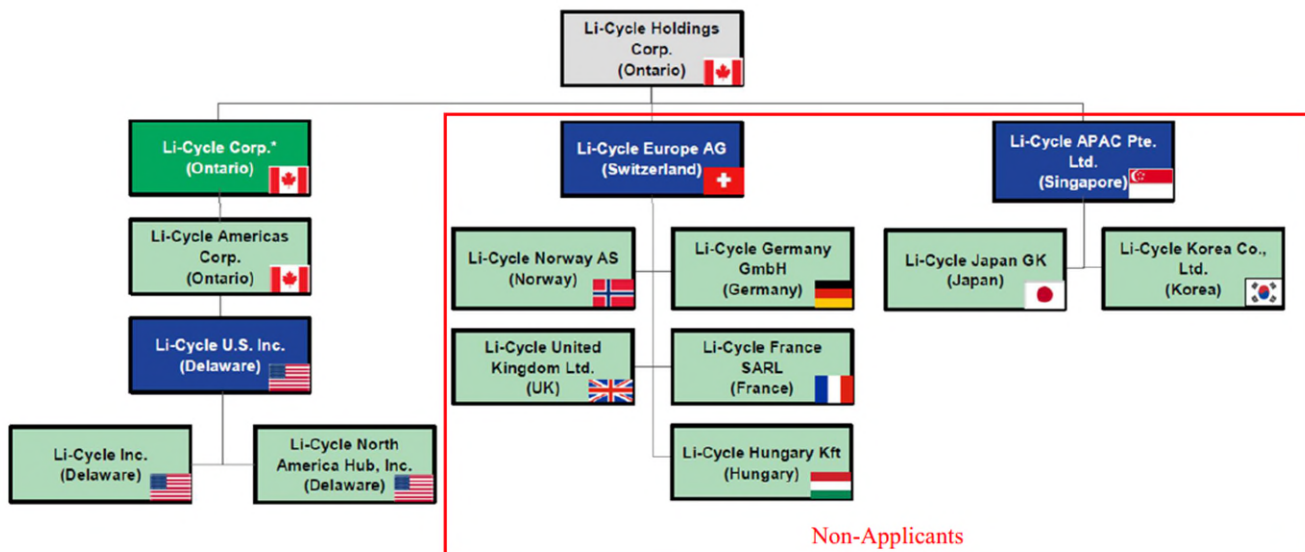 Li-Cycle Holdings
Corp.
(Ontario)
Li-Cycle Corp.*
(Ontario)
Li-Cycle Europe AG
(Switzerland)
Li-Cycle APAC Pte.
Ltd.
(Singapore)
Li-Cycle Americas
Corp.
(Ontario)
Li-Cycle Norway AS
(Norway)
Li-Cycle Germany
GmbH
(Germany)
Li-Cycle Japan GK
(Japan)
Li-Cycle Korea Co.,
Ltd.
(Korea)
Li-Cycle U.S. Inc.
(Delaware)
Li-Cycle United
Kingdom Ltd.
(UK)
Li-Cycle France
SARL
(France)
Li-Cycle Inc.
(Delaware)
Li-Cycle North
America Hub, Inc.
(Delaware)
Li-Cycle Hungary Kft
(Hungary)
Non-Applicants